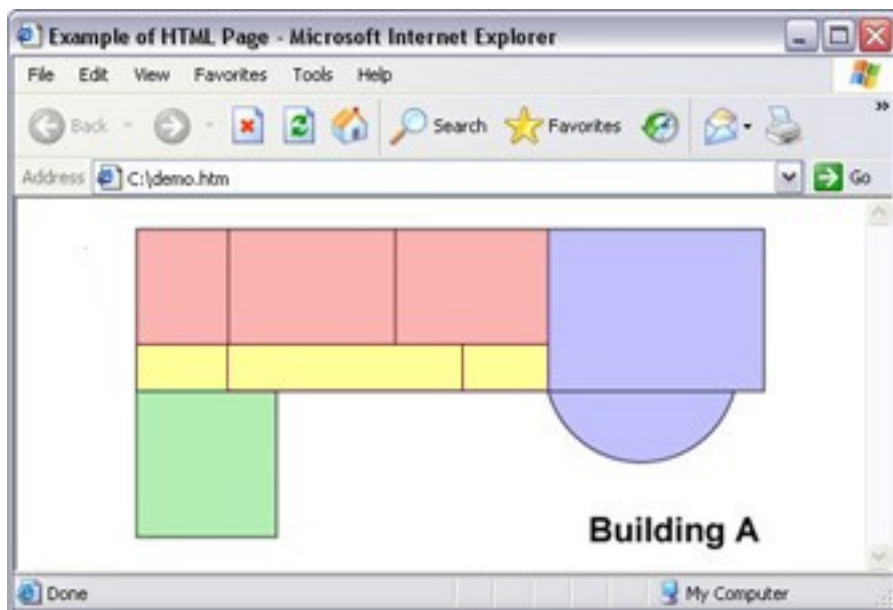 Example of HTML Page - Microsoft Internet Explorer
File Edit View Favorites Tools Help
Back Search Favorites
Address C:\demo.htm Go
Building A
Done My Computer